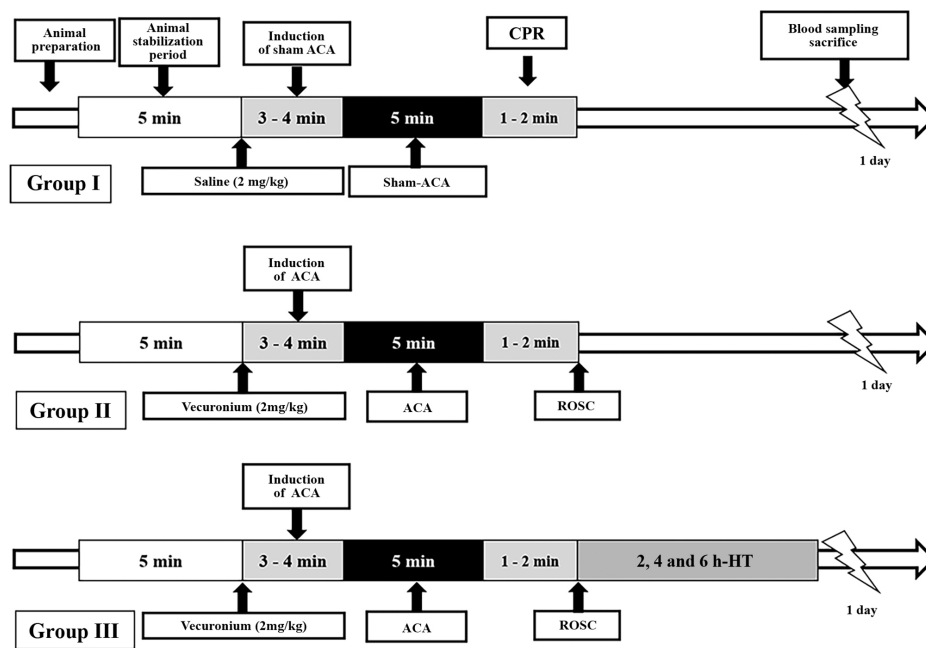 Animal
preparation
Animal
stabilization
period
Induction
of sham ACA
CPR
Blood sampling
sacrifice
5 min
3 - 4 min
5 min
1 - 2 min
1 day
Group I
Saline (2 mg/kg)
Sham-ACA
Induction
of  ACA
5 min
3 - 4 min
5 min
1 - 2 min
1 day
Group II
Vecuronium (2mg/kg)
ACA
ROSC
Induction
of  ACA
5 min
3 - 4 min
5 min
1 - 2 min
2, 4 and 6 h-HT
1 day
Group III
Vecuronium (2mg/kg)
ACA
ROSC